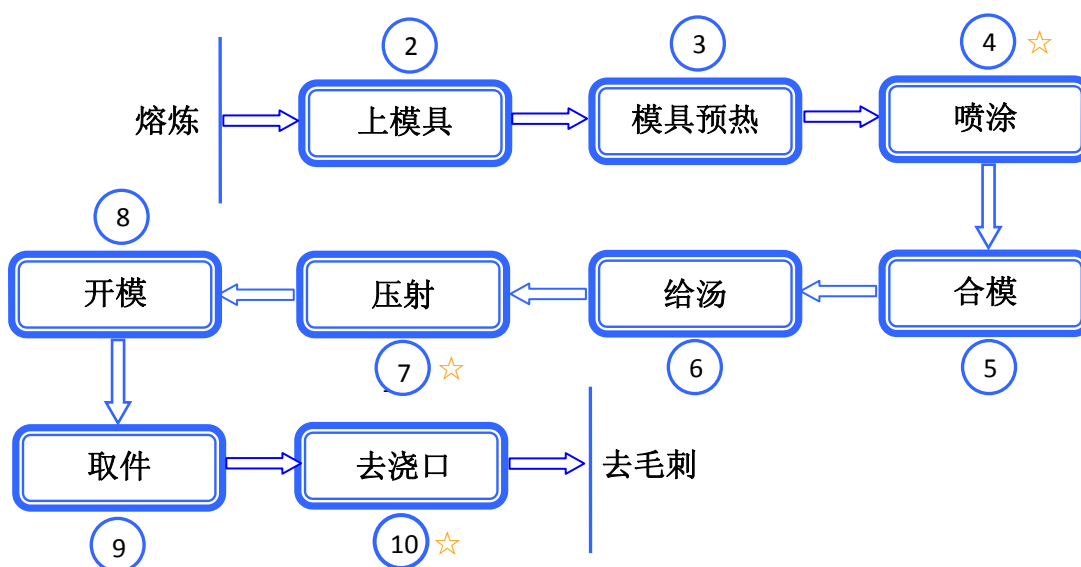 2
3
4 ☆
熔炼
上模具
模具预热
喷涂
8
开模
压射
给汤
合模
7 ☆
6
5
取件
去浇口
去毛刺
9
10 ☆